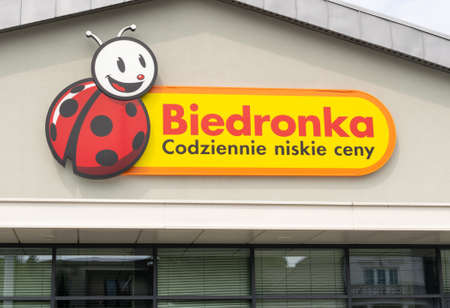 Biedronka
Codziennie niskie ceny